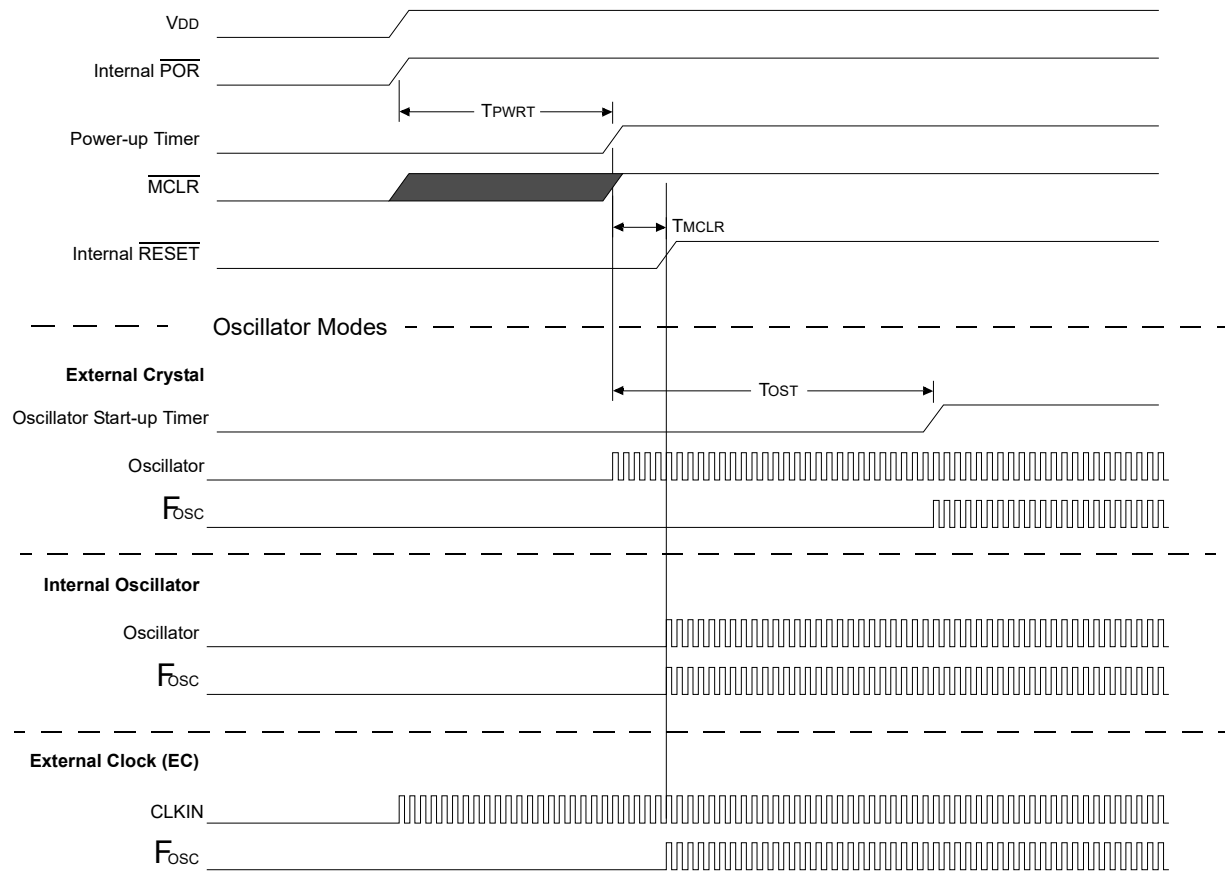 VDD
Internal POR
TPWRT
Power-up Timer
MCLR
TMCLR
Internal RESET
Oscillator Modes
External Crystal
TOST
Oscillator Start-up Timer
Oscillator
FOSC
Internal Oscillator
Oscillator
FOSC
External Clock (EC)
CLKIN
FOSC